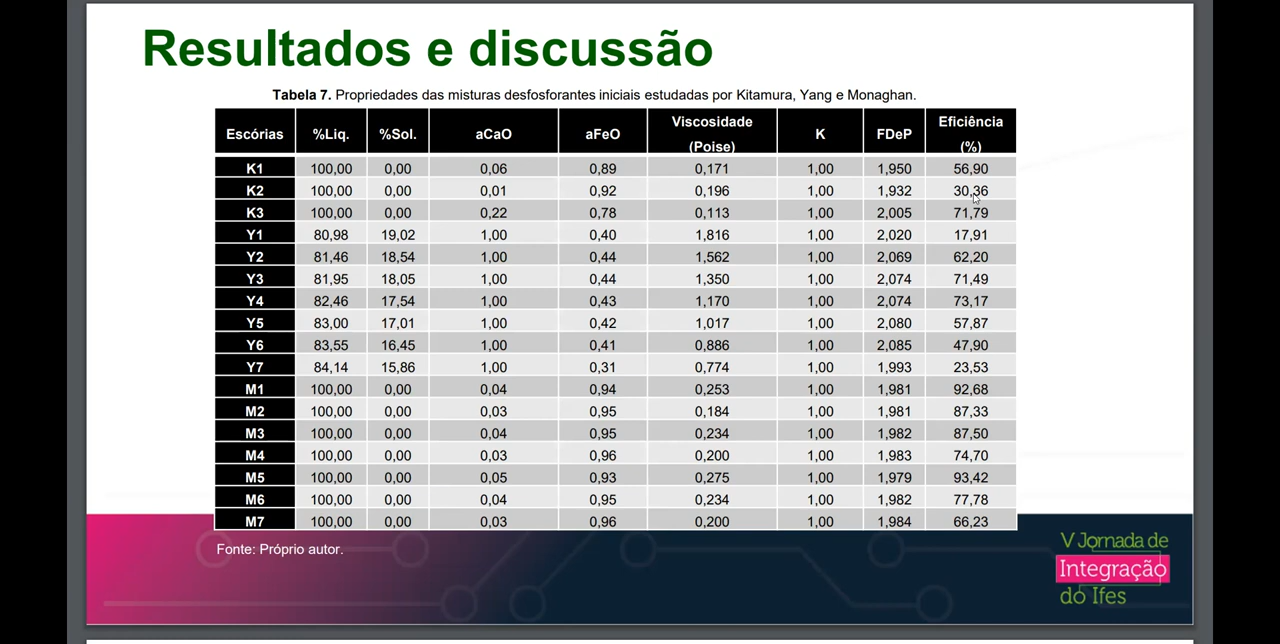 Resultados e discussão
Tabela 7. Propriedades das misturas desfosforantes iniciais estudadas por Kitamura, Yang e Monaghan.
Escórias %Liq. %Sol. aCaO aFeO Viscosidade (Poise) K FDeP Eficiência (%)
K1 100,00 0,00 0,06 0,89 0,171 1,00 1,950 56,90
K2 100,00 0,00 0,01 0,92 0,196 1,00 1,932 30,36
K3 100,00 0,00 0,22 0,78 0,113 1,00 2,005 71,79
Y1 80,98 19,02 1,00 0,40 1,816 1,00 2,020 17,91
Y2 81,46 18,54 1,00 0,44 1,562 1,00 2,069 62,20
Y3 81,95 18,05 1,00 0,44 1,350 1,00 2,074 71,49
Y4 82,46 17,54 1,00 0,43 1,170 1,00 2,074 73,17
Y5 83,00 17,01 1,00 0,42 1,017 1,00 2,080 57,87
Y6 83,55 16,45 1,00 0,41 0,886 1,00 2,085 47,90
Y7 84,14 15,86 1,00 0,31 0,774 1,00 1,993 23,53
M1 100,00 0,00 0,04 0,94 0,253 1,00 1,981 92,68
M2 100,00 0,00 0,03 0,95 0,184 1,00 1,981 87,33
M3 100,00 0,00 0,04 0,95 0,234 1,00 1,982 87,50
M4 100,00 0,00 0,03 0,96 0,200 1,00 1,983 74,70
M5 100,00 0,00 0,05 0,93 0,275 1,00 1,979 93,42
M6 100,00 0,00 0,04 0,95 0,234 1,00 1,982 77,78
M7 100,00 0,00 0,03 0,96 0,200 1,00 1,984 66,23
Fonte: Próprio autor.
V Jornada de
Integração
do Ifes